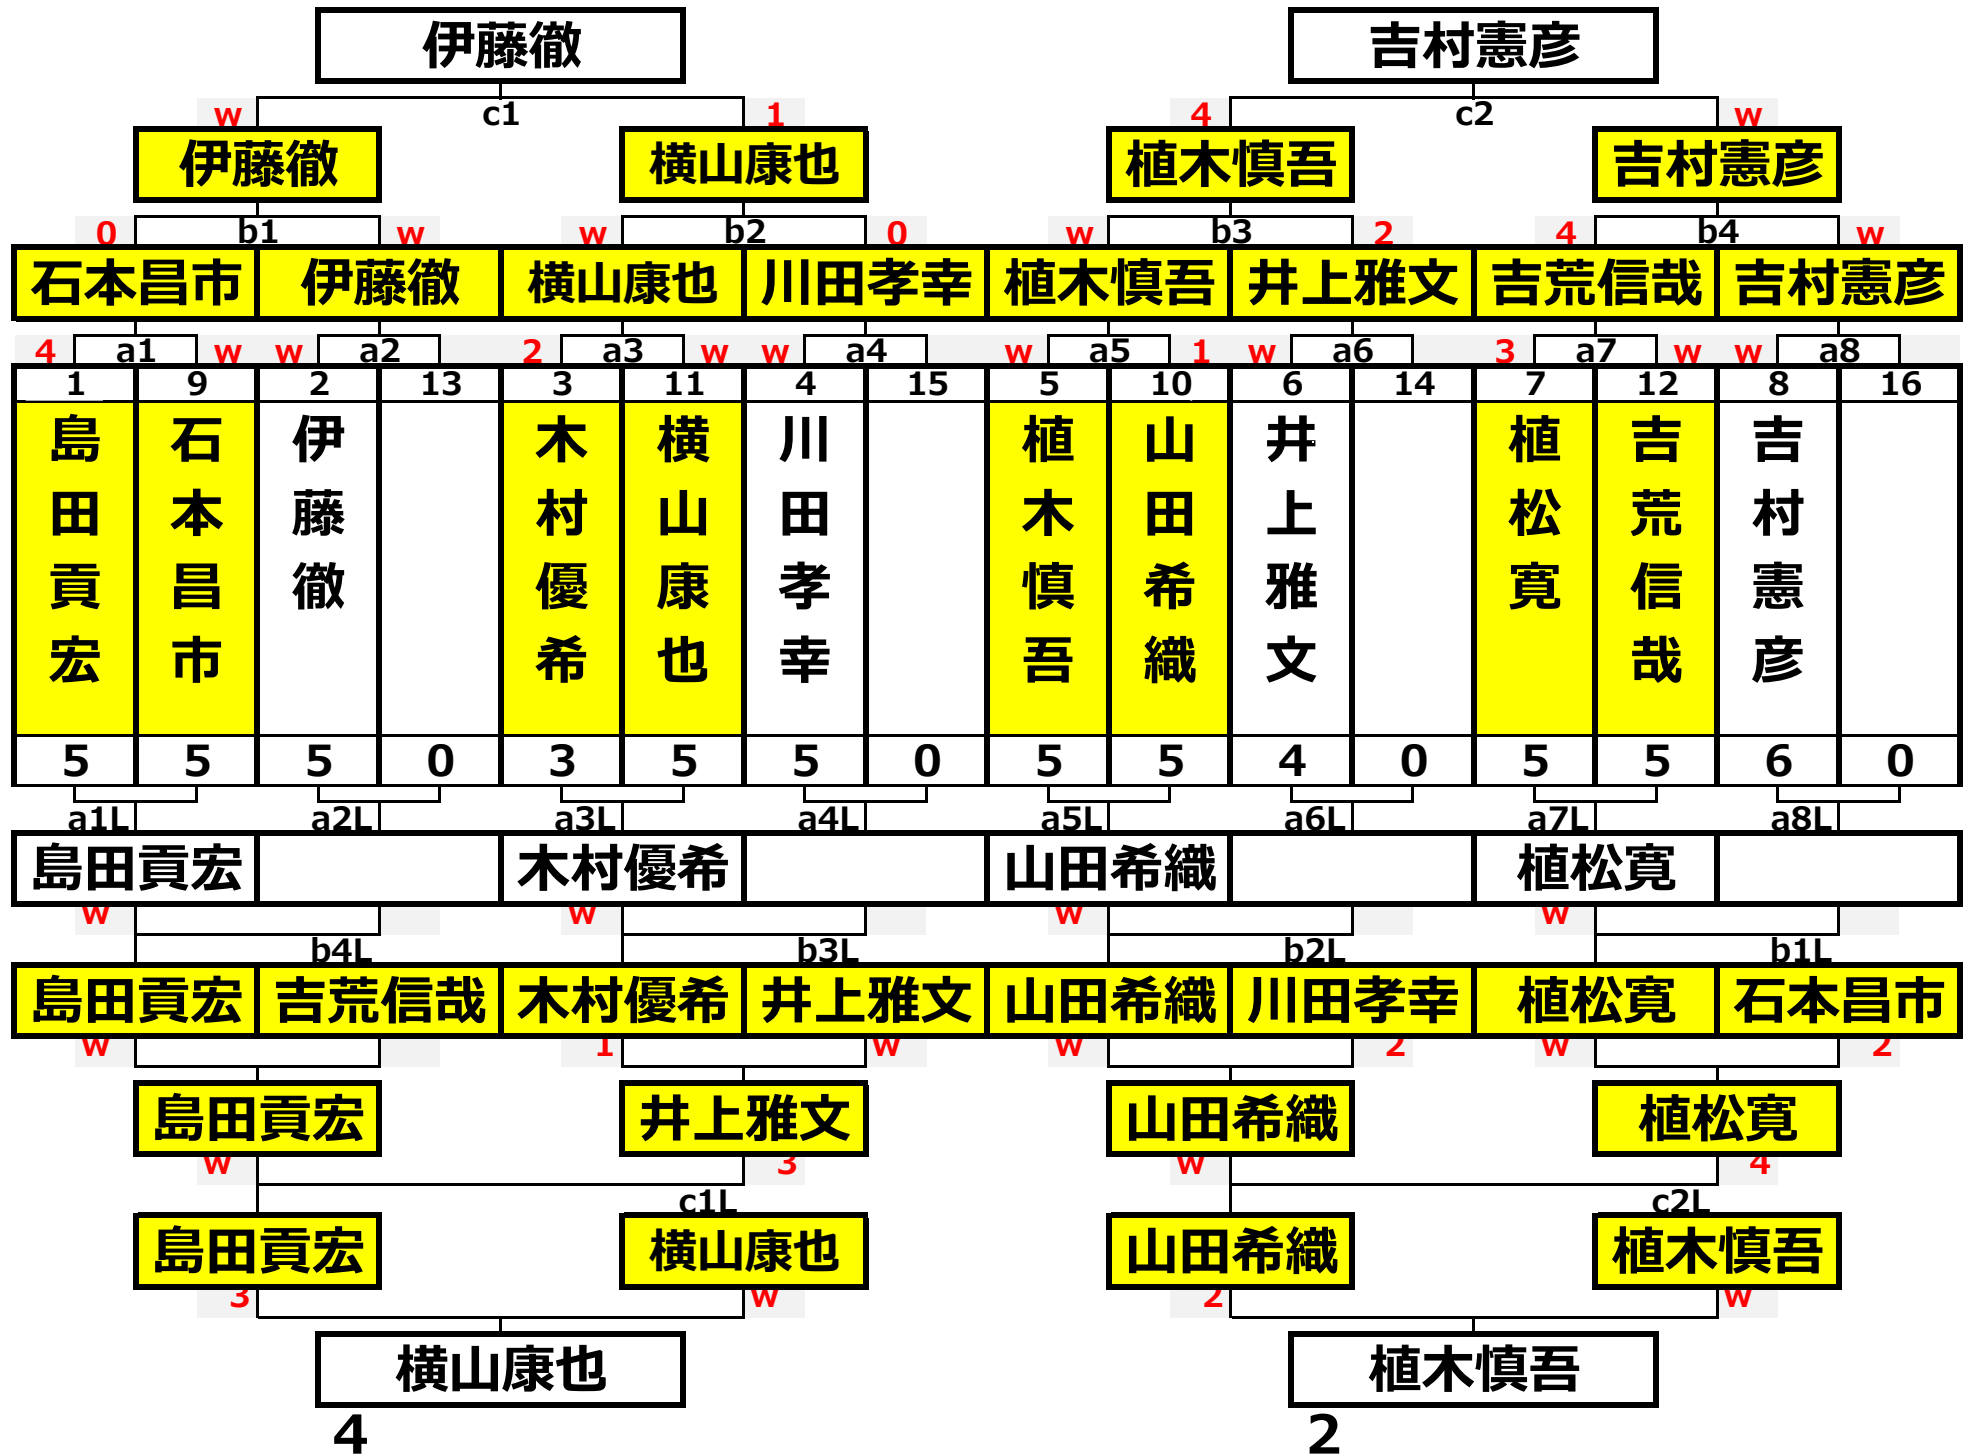 伊藤徹 吉村憲彦
w c1 1 4 c2 w
伊藤徹 横山康也 植木慎吾 吉村憲彦
0 b1 w w b2 0 w b3 2 4 b4 w
石本昌市 伊藤徹 横山康也 川田孝幸 植木慎吾 井上雅文 吉荒信哉 吉村憲彦
4 a1 w w a2 2 a3 w w a4 w a5 1 w a6 3 a7 w w a8
1 9 2 13 3 11 4 15 5 10 6 14 7 12 8 16
島田貢宏 石本昌市 伊藤徹 木村優希 横山康也 川田孝幸 植木慎吾 山田希織 井上雅文 植松寛 吉荒信哉 吉村憲彦
5 5 5 0 3 5 5 0 5 5 4 0 5 5 6 0
a1L a2L a3L a4L a5L a6L a7L a8L
島田貢宏 木村優希 山田希織 植松寛
w w w w
b4L b3L b2L b1L
島田貢宏 吉荒信哉 木村優希 井上雅文 山田希織 川田孝幸 植松寛 石本昌市
w 1 w w 2 w 2
島田貢宏 井上雅文 山田希織 植松寛
w 3 w 4
c1L c2L
島田貢宏 横山康也 山田希織 植木慎吾
3 w 2 w
横山康也 植木慎吾
4 2